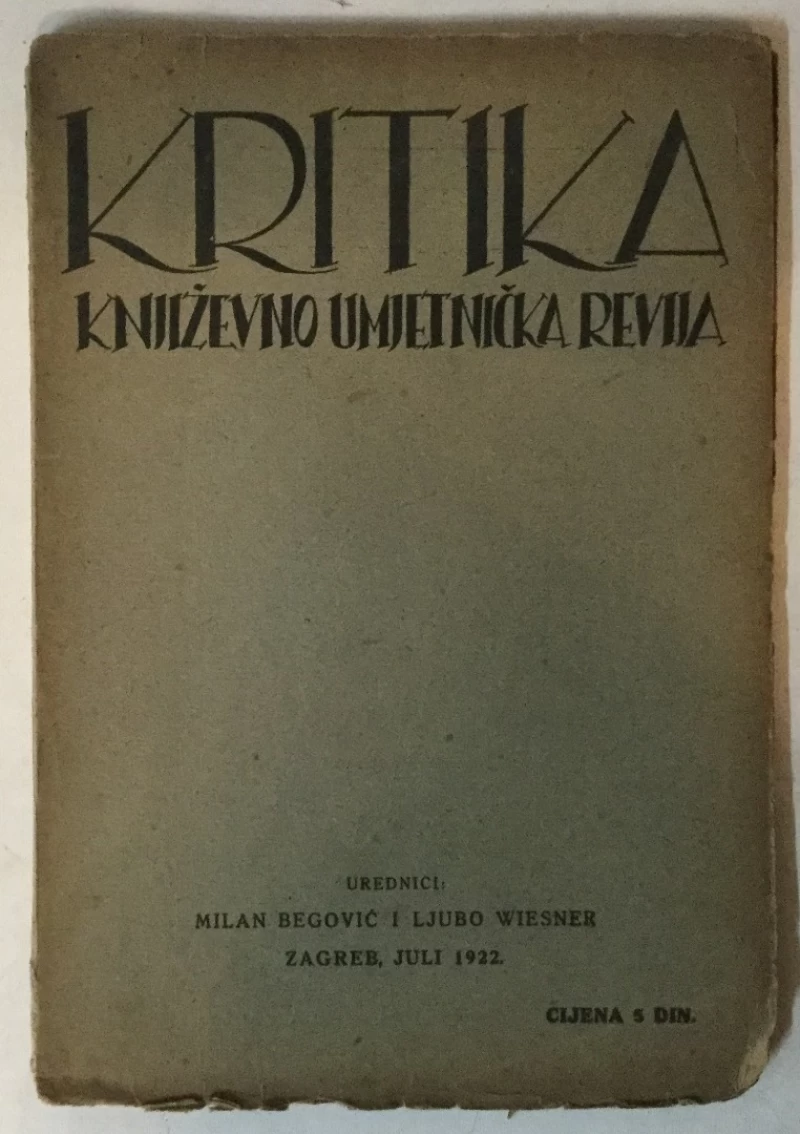 KRITIKA
KNJIŽEVNO UMJETNIČKA REVIJA
UREDNICI:
MILAN BEGOVIĆ I LJUBO WIESNER
ZAGREB, JULI 1922.
CIJENA 5 DIN.